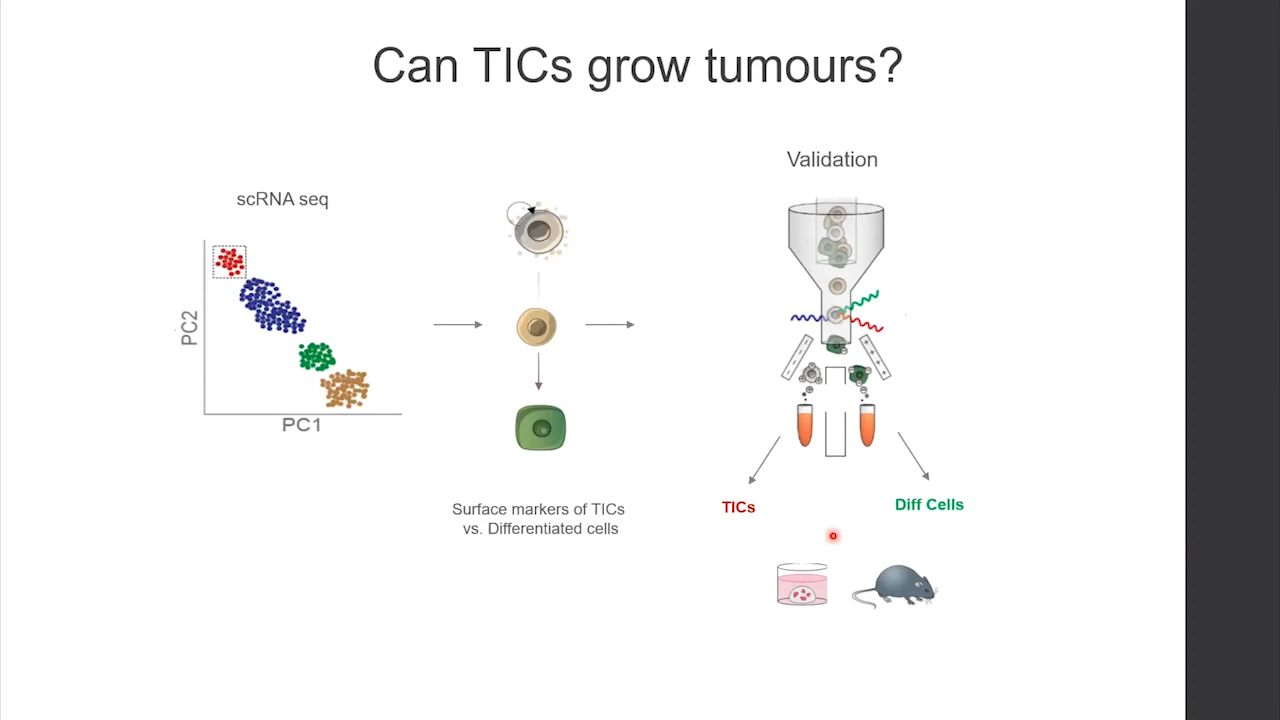 Can TICs grow tumours?
Validation
scRNA seq
PC2
PC1
Surface markers of TICs
vs. Differentiated cells
TICs
Diff Cells